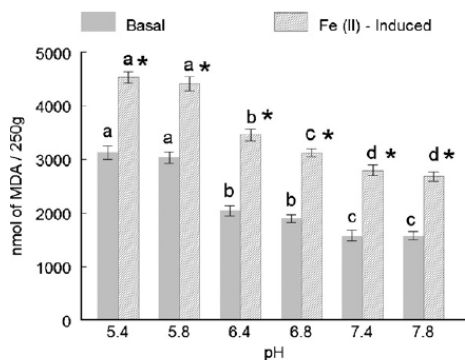 Basal
Fe (II) - Induced
nmol of MDA / 250g
5000
4000
3000
2000
1000
0
a * a * b * c * d * d *
a a b b c c
5.4 5.8 6.4 6.8 7.4 7.8
pH